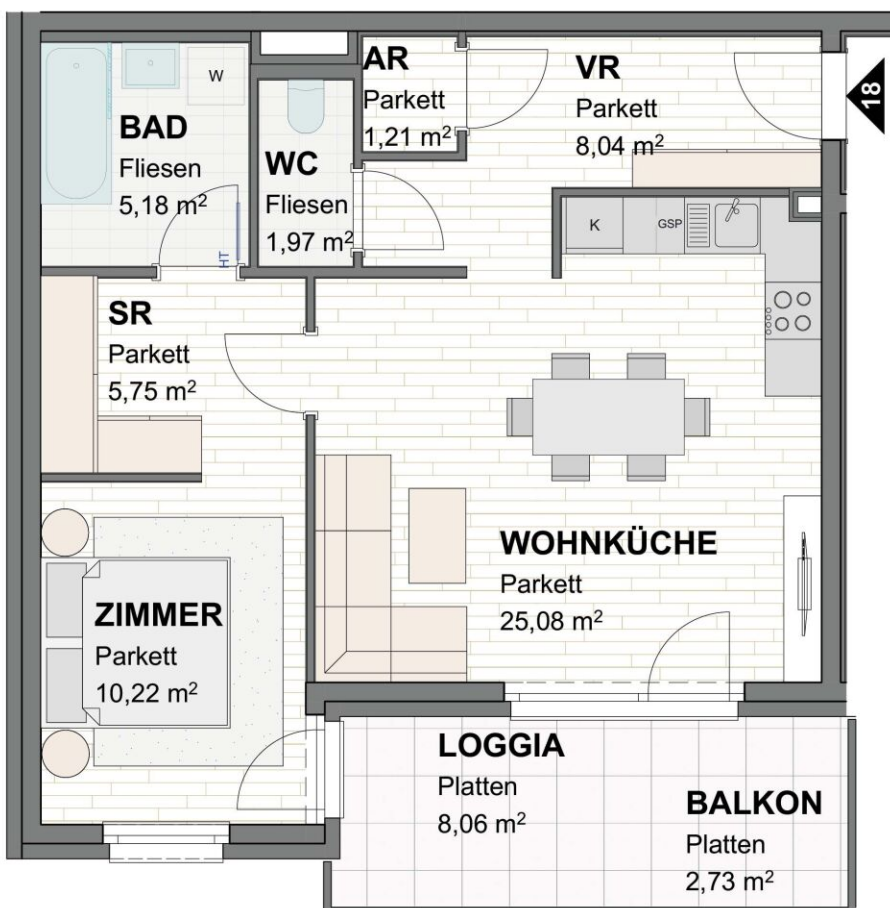 BAD
Fliesen
5,18 m²
W
HT
WC
Fliesen
1,97 m²
AR
Parkett
1,21 m²
VR
Parkett
8,04 m²
18
K
GSP
SR
Parkett
5,75 m²
WOHNKÜCHE
Parkett
25,08 m²
ZIMMER
Parkett
10,22 m²
LOGGIA
Platten
8,06 m²
BALKON
Platten
2,73 m²